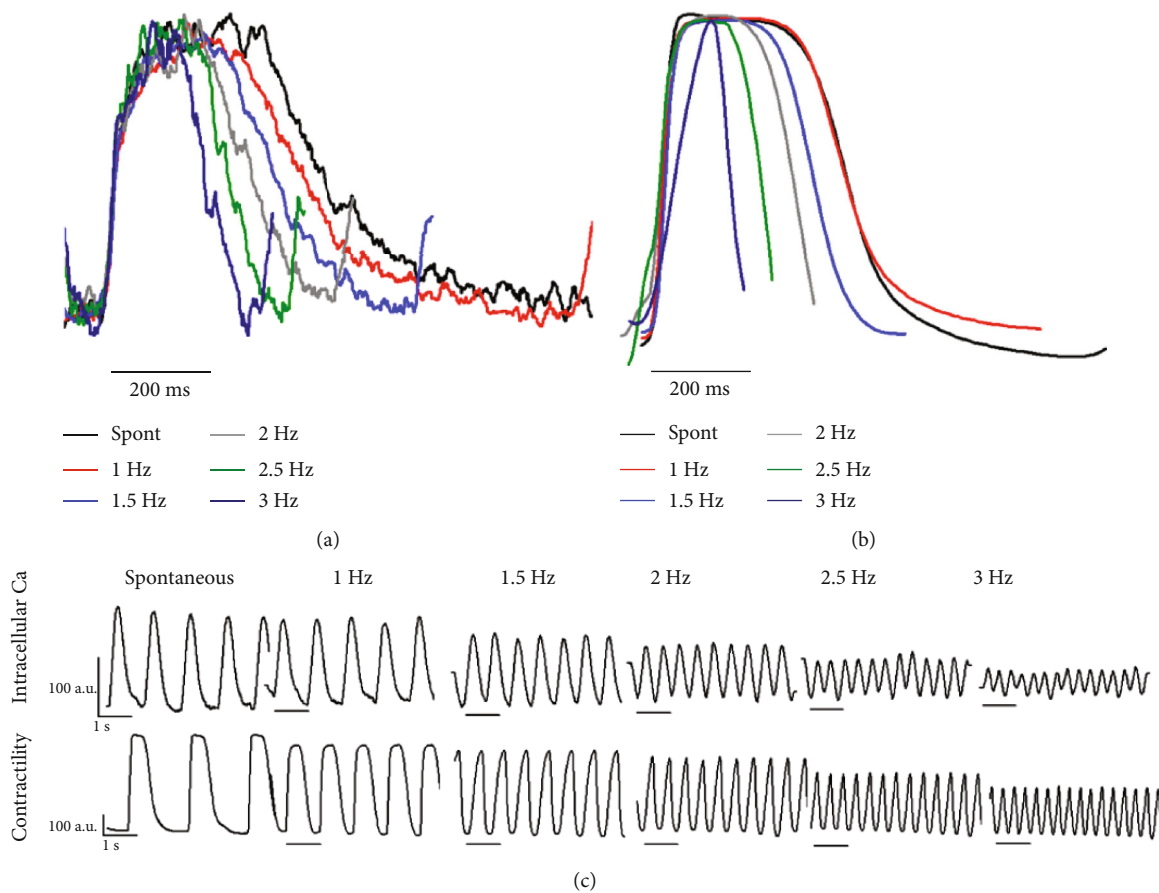 200 ms
200 ms
Spont
2 Hz
1 Hz
2.5 Hz
1.5 Hz
3 Hz
Spont
2 Hz
1 Hz
2.5 Hz
1.5 Hz
3 Hz
(a)
(b)
Spontaneous
1 Hz
1.5 Hz
2 Hz
2.5 Hz
3 Hz
Intracellular Ca
100 a.u.
1 s
Contractility
100 a.u.
1 s
(c)